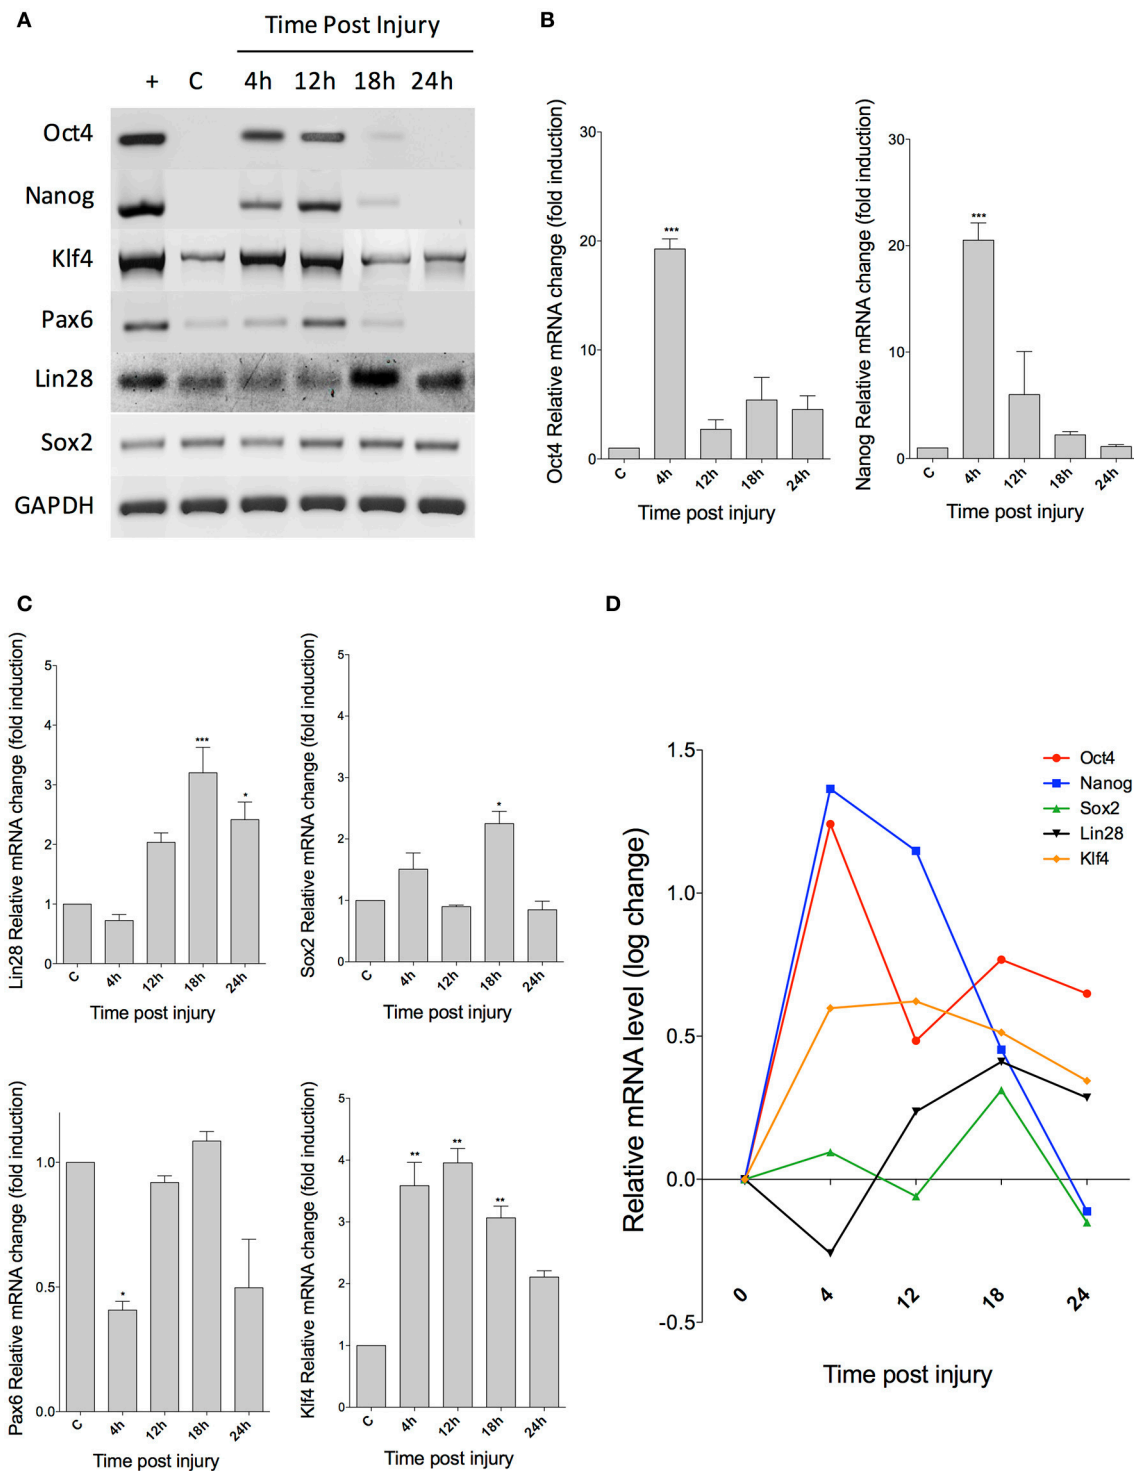 A
Time Post Injury
+ C 4h 12h 18h 24h
Oct4
Nanog
Klf4
Pax6
Lin28
Sox2
GAPDH
B
Oct4 Relative mRNA change (fold induction)
30
20
10
0
***
C 4h 12h 18h 24h
Time post injury
Nanog Relative mRNA change (fold induction)
30
20
10
0
***
C 4h 12h 18h 24h
Time post injury
C
Lin28 Relative mRNA change (fold induction)
5
4
3
2
1
0
***
*
C 4h 12h 18h 24h
Time post injury
Sox2 Relative mRNA change (fold induction)
5
4
3
2
1
0
*
C 4h 12h 18h 24h
Time post injury
Pax6 Relative mRNA change (fold induction)
1.0
0.5
0.0
*
C 4h 12h 18h 24h
Time post injury
Klf4 Relative mRNA change (fold induction)
5
4
3
2
1
0
**
**
**
C 4h 12h 18h 24h
Time post injury
D
Relative mRNA level (log change)
1.5
1.0
0.5
0.0
-0.5
Oct4
Nanog
Sox2
Lin28
Klf4
0 4 12 18 24
Time post injury